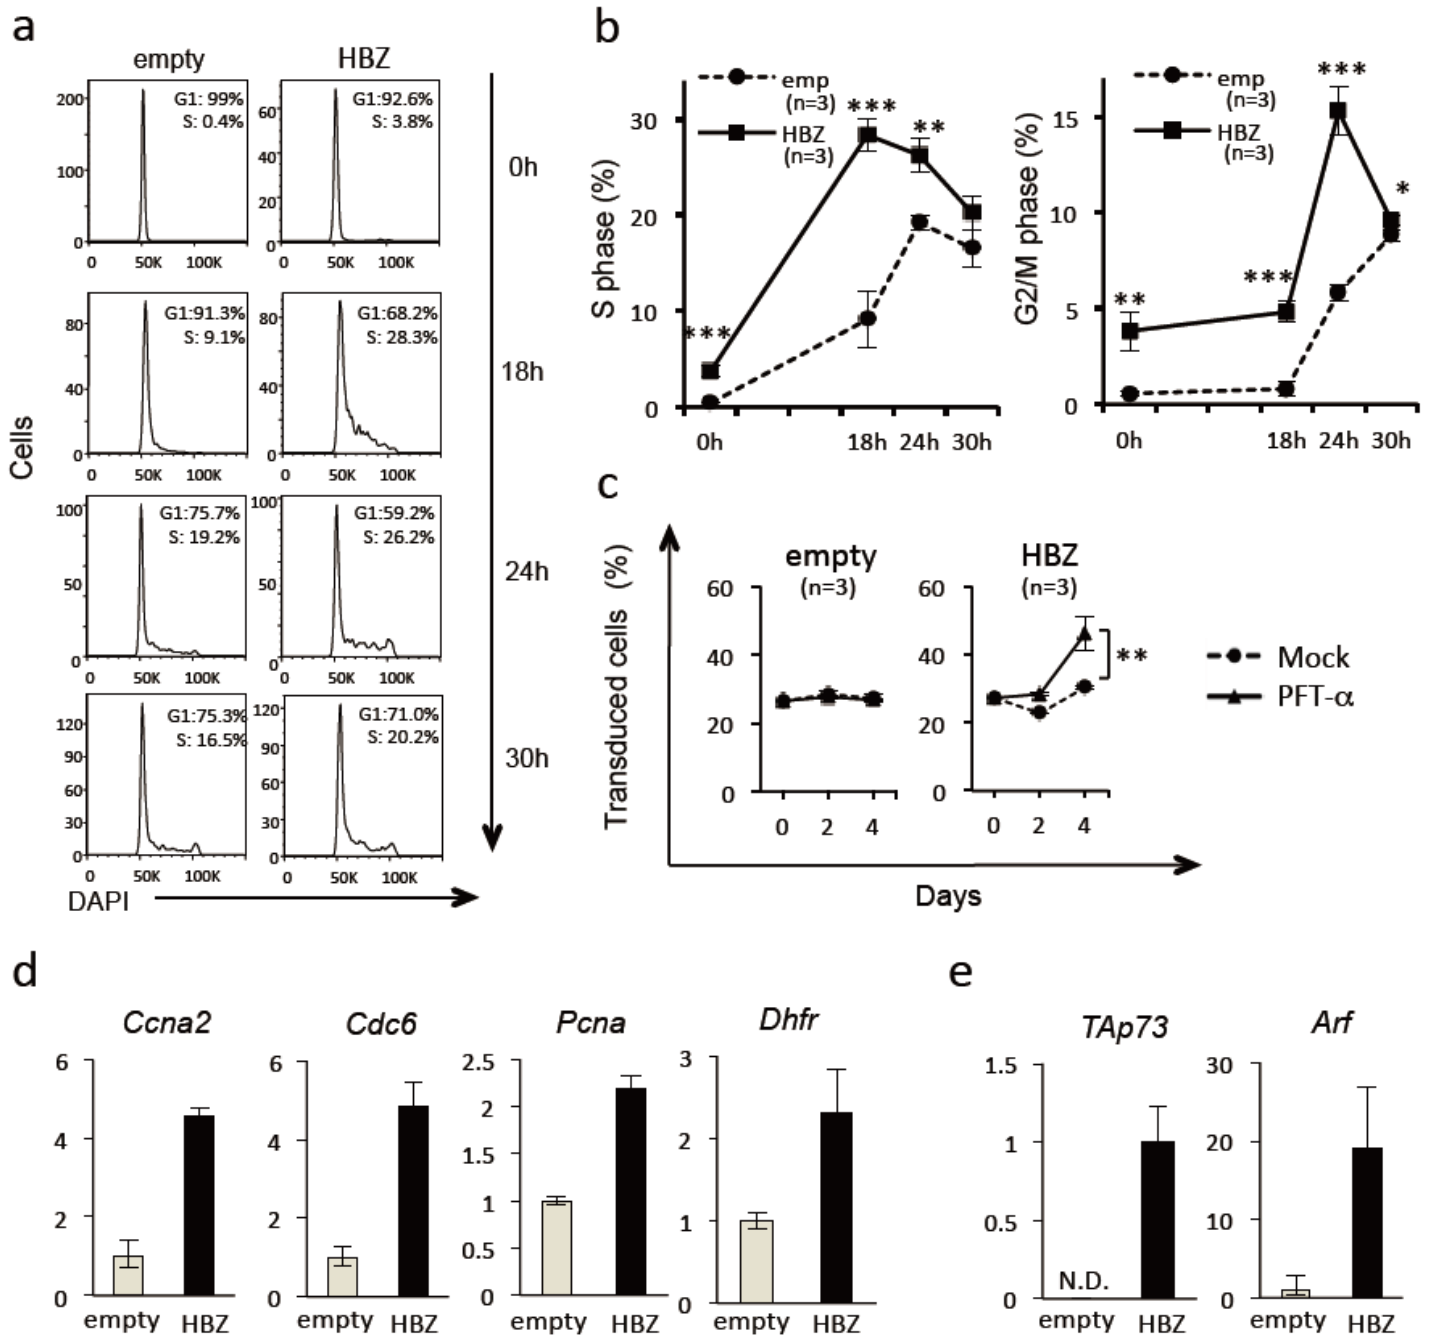 a
empty
HBZ
200
100
0
G1: 99%
S: 0.4%
0 50K 100K
60
40
20
0
G1:92.6%
S: 3.8%
0 50K 100K
0h
80
40
0
G1:91.3%
S: 9.1%
0 50K 100K
80
40
0
G1:68.2%
S: 28.3%
0 50K 100K
18h
Cells
100
50
0
G1:75.7%
S: 19.2%
0 50K 100K
100
50
0
G1:59.2%
S: 26.2%
0 50K 100K
24h
120
90
60
30
0
G1:75.3%
S: 16.5%
0 50K 100K
120
90
60
30
0
G1:71.0%
S: 20.2%
0 50K 100K
30h
DAPI
b
emp
(n=3)
HBZ
(n=3)
S phase (%)
30
20
10
0
***
***
**
0h 18h 24h 30h
emp
(n=3)
HBZ
(n=3)
G2/M phase (%)
15
10
5
0
**
***
***
*
0h 18h 24h 30h
c
Transduced cells (%)
empty
(n=3)
60
40
20
0
0 2 4
HBZ
(n=3)
60
40
20
0
**
0 2 4
Mock
PFT-α
Days
d
Ccna2
6
4
2
0
empty HBZ
Cdc6
6
4
2
0
empty HBZ
Pcna
2.5
2
1.5
1
0.5
0
empty HBZ
Dhfr
3
2
1
0
empty HBZ
e
TAp73
1.5
1
0.5
0
N.D.
empty HBZ
Arf
30
20
10
0
empty HBZ